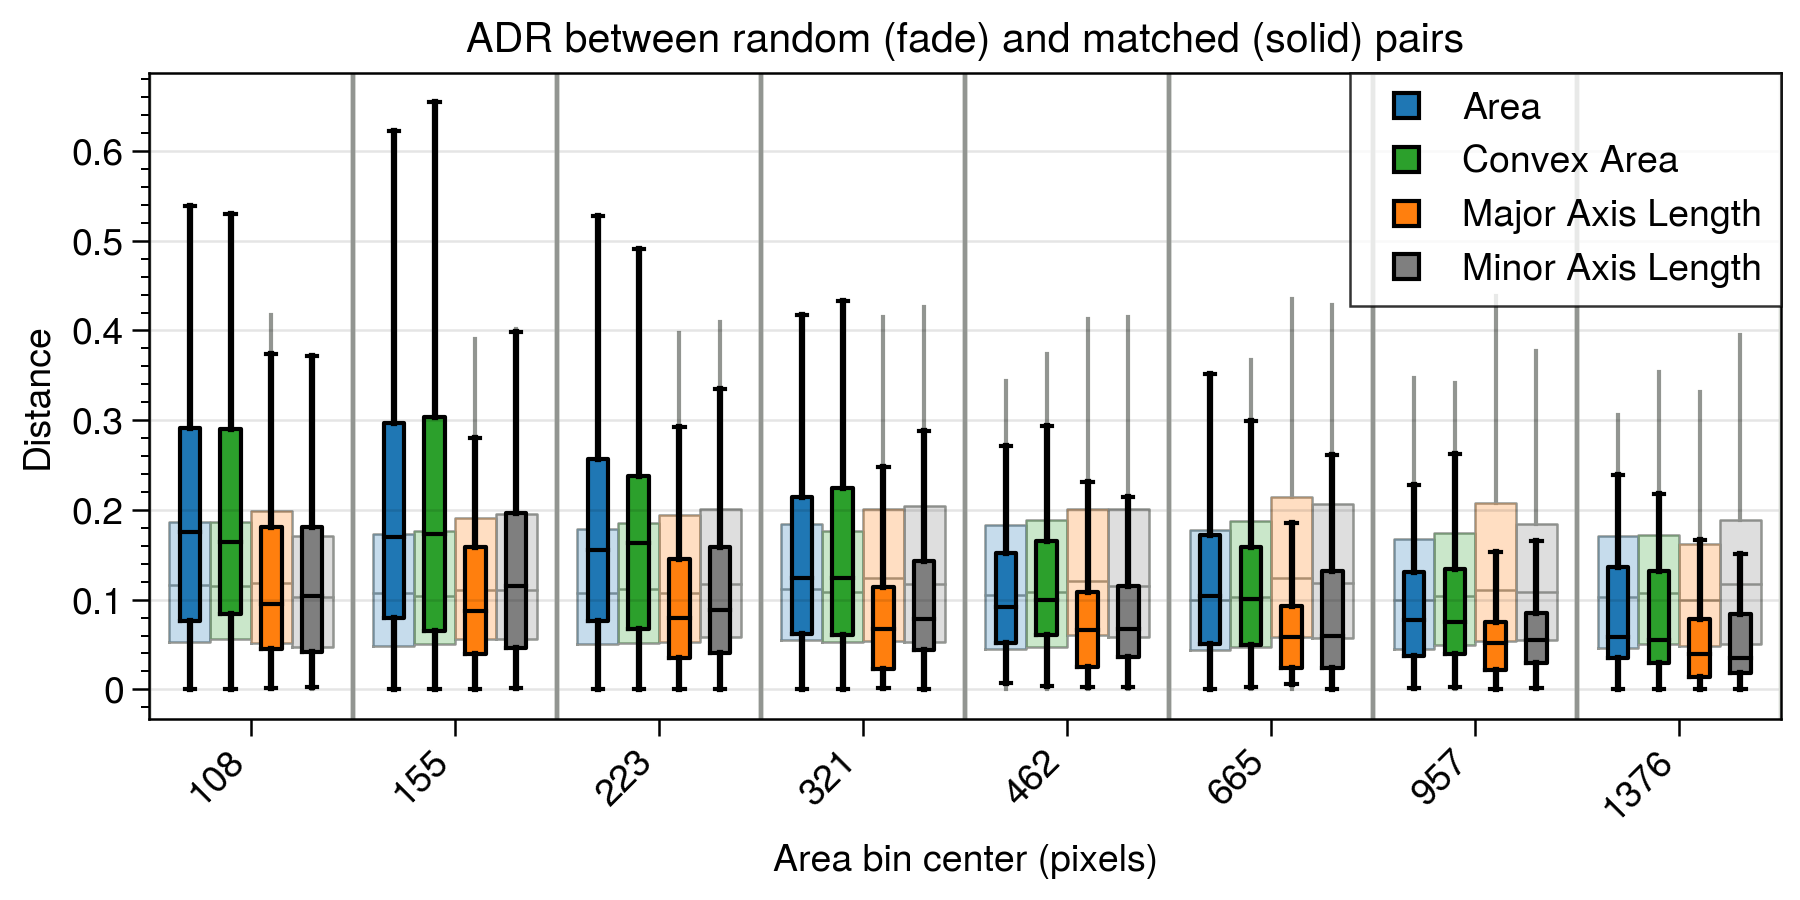 ADR between random (fade) and matched (solid) pairs
Area
Convex Area
Major Axis Length
Minor Axis Length
Distance
0.6
0.5
0.4
0.3
0.2
0.1
0
108 155 223 321 462 665 957 1376
Area bin center (pixels)